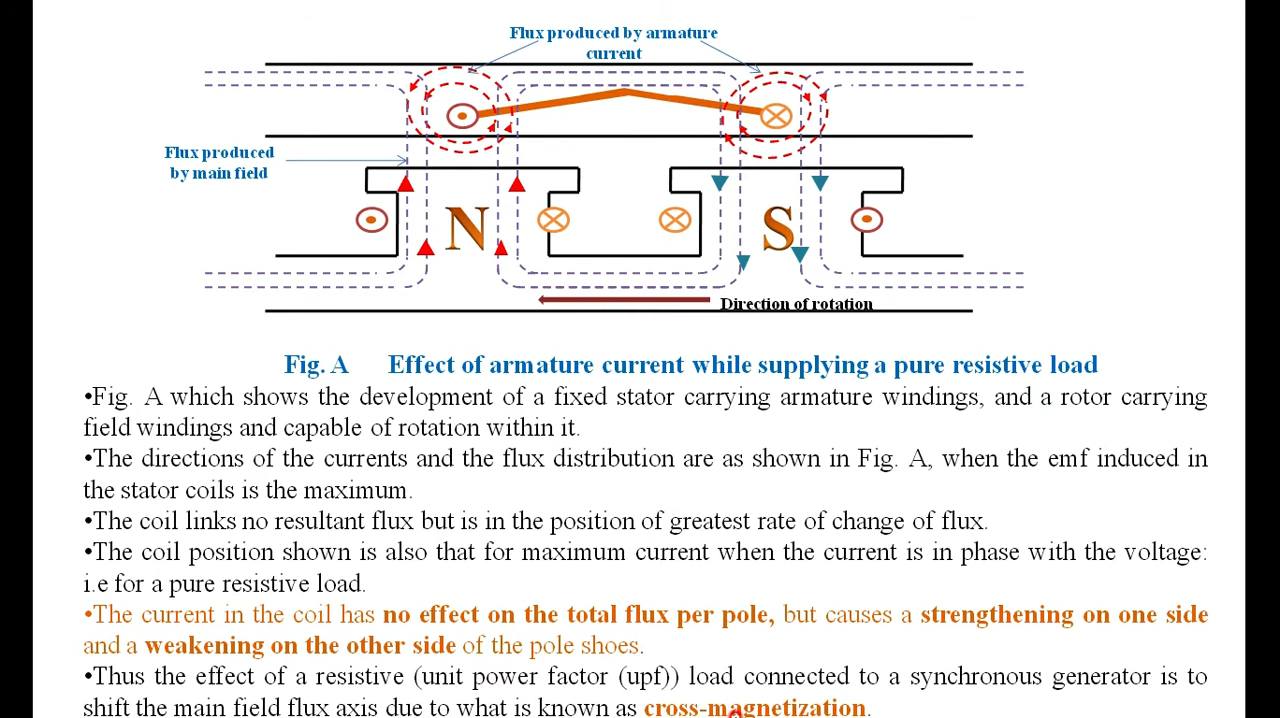 Flux produced by armature
current
Flux produced
by main field
N
S
Direction of rotation
Fig. A Effect of armature current while supplying a pure resistive load
•Fig. A which shows the development of a fixed stator carrying armature windings, and a rotor carrying
field windings and capable of rotation within it.
•The directions of the currents and the flux distribution are as shown in Fig. A, when the emf induced in
the stator coils is the maximum.
•The coil links no resultant flux but is in the position of greatest rate of change of flux.
•The coil position shown is also that for maximum current when the current is in phase with the voltage:
i.e for a pure resistive load.
•The current in the coil has no effect on the total flux per pole, but causes a strengthening on one side
and a weakening on the other side of the pole shoes.
•Thus the effect of a resistive (unit power factor (upf)) load connected to a synchronous generator is to
shift the main field flux axis due to what is known as cross-magnetization.